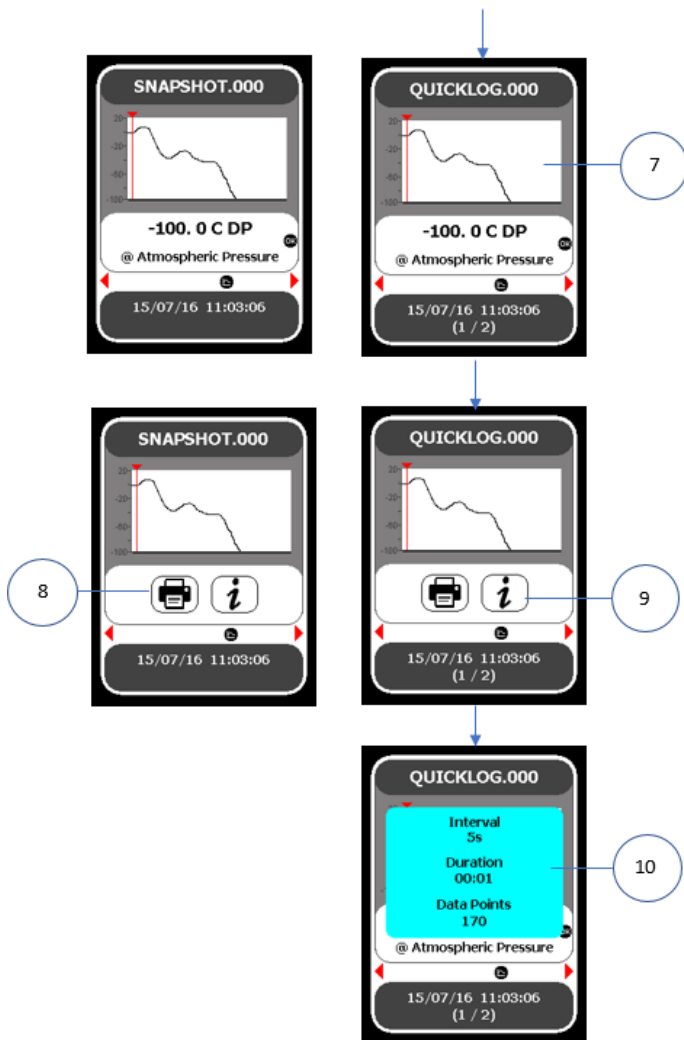 SNAPSHOT.000
20
-20
-60
-100
-100. 0 C DP
OK
@ Atmospheric Pressure
15/07/16 11:03:06
QUICKLOG.000
20
-20
-60
-100
-100. 0 C DP
OK
@ Atmospheric Pressure
15/07/16 11:03:06
(1 / 2)
7
SNAPSHOT.000
20
-20
-60
-100
i
15/07/16 11:03:06
8
QUICKLOG.000
20
-20
-60
-100
i
15/07/16 11:03:06
(1 / 2)
9
QUICKLOG.000
Interval
5s
Duration
00:01
Data Points
170
@ Atmospheric Pressure
15/07/16 11:03:06
(1 / 2)
10